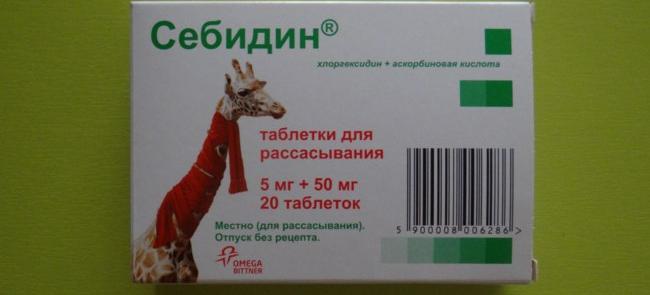 Себидин®
хлоргексидин + аскорбиновая кислота
таблетки для
рассасывания
5 мг + 50 мг
20 таблеток
Местно (для рассасывания).
Отпуск без рецепта.
OMEGA
BITTNER
5 900008 006286 >